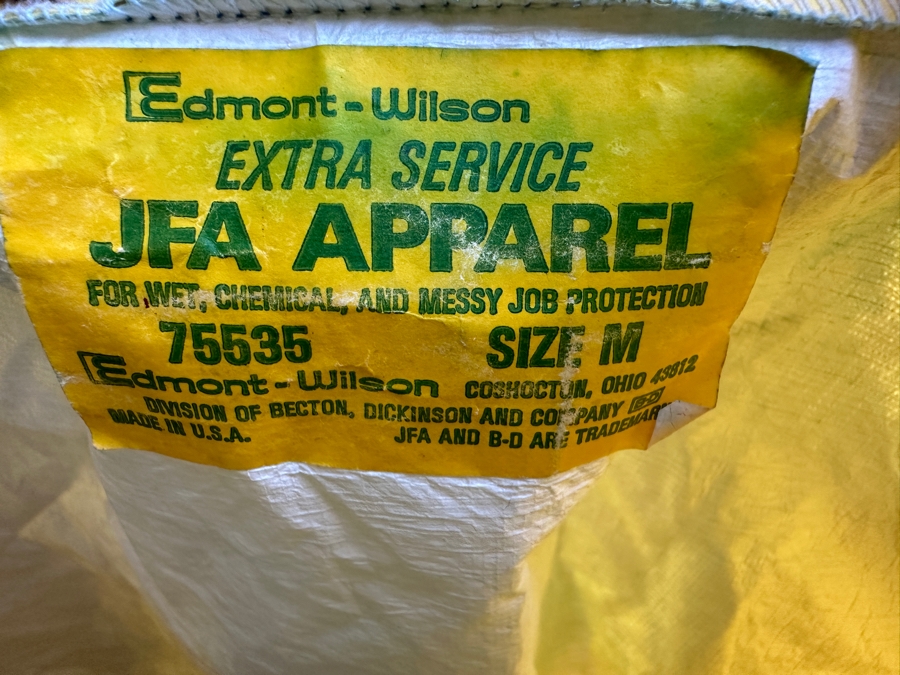 Edmont-Wilson
EXTRA SERVICE
JFA APPAREL
FOR WET, CHEMICAL, AND MESSY JOB PROTECTION
75535 SIZE M
Edmont-Wilson COSHOCTON, OHIO 43812
DIVISION OF BECTON, DICKINSON AND COMPANY B-D
MADE IN U.S.A. JFA AND B-D ARE